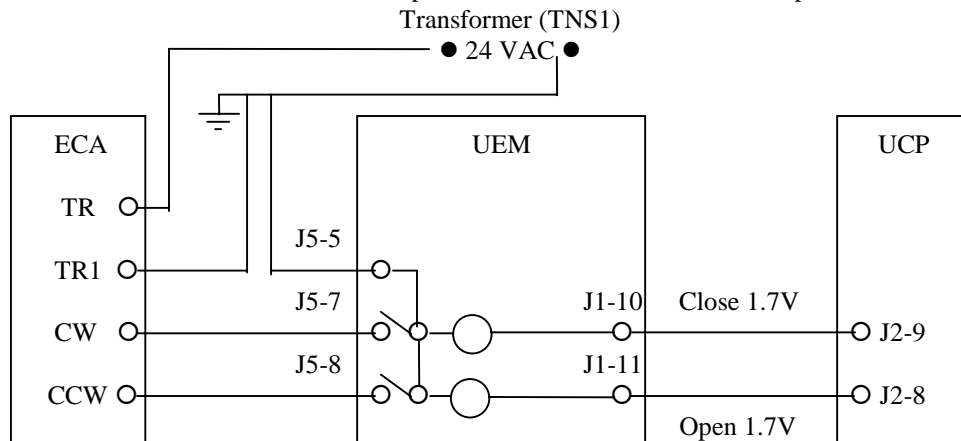 Transformer (TNS1)
24 VAC
ECA
UEM
UCP
TR
J5-5
TR1
J5-7
J1-10
Close 1.7V
CW
J2-9
J5-8
J1-11
CCW
J2-8
Open 1.7V